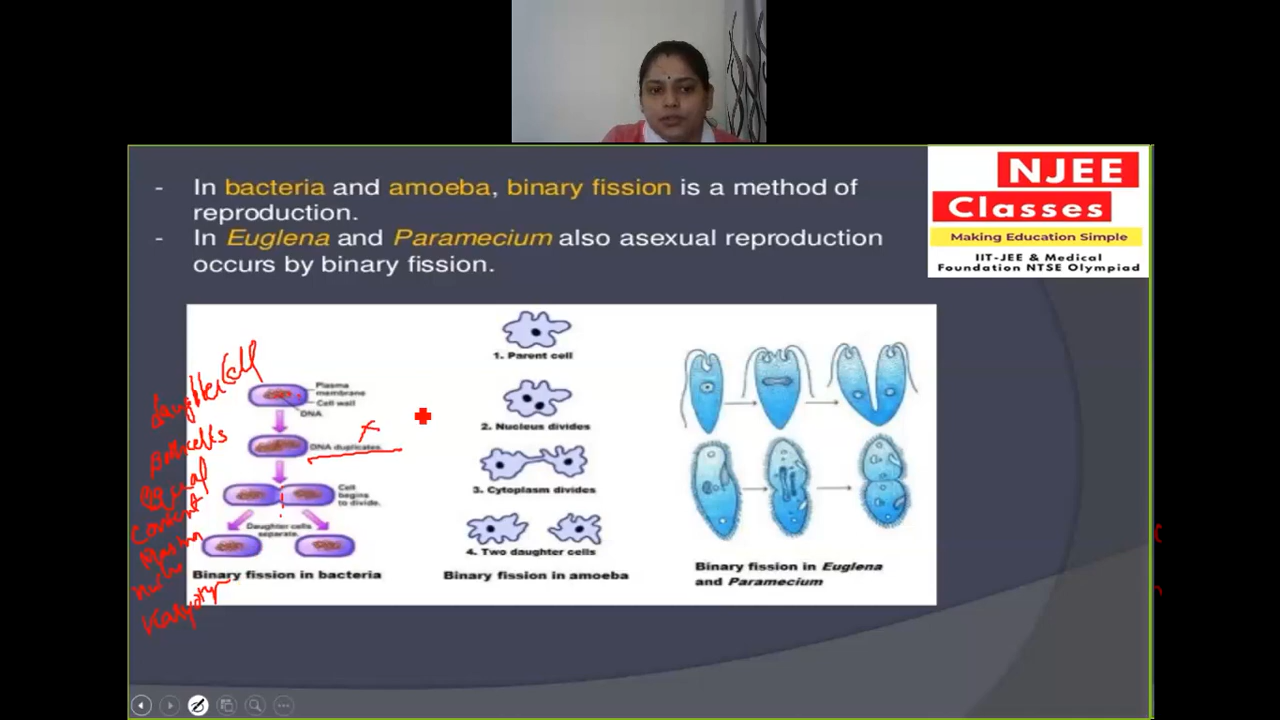 - In bacteria and amoeba, binary fission is a method of
reproduction.
- In Euglena and Paramecium also asexual reproduction
occurs by binary fission.
NJEE
Classes
Making Education Simple
IIT-JEE & Medical
Foundation NTSE Olympiad
daughter cell
Both cells
equal
Plasma
membrane
Cell wall
DNA
DNA duplicates
Cell
begins
to divide.
Daughter cells
separate.
Binary fission in bacteria
1. Parent cell
2. Nucleus divides
3. Cytoplasm divides
4. Two daughter cells
Binary fission in amoeba
Binary fission in Euglena
and Paramecium